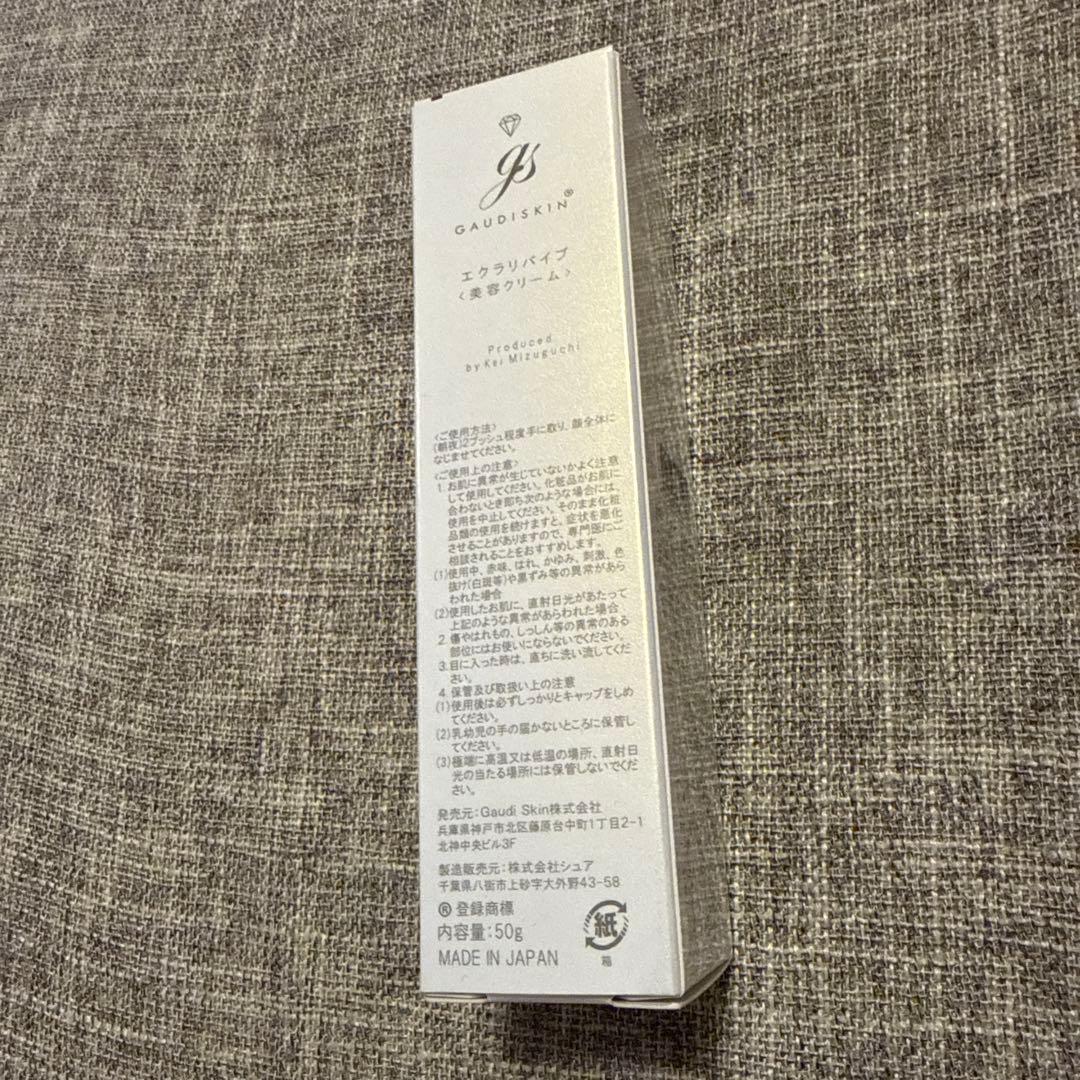 gs
GAUDISKIN®
エクラリバイブ
〈美容クリーム〉
Produced
by Kei Mizuguchi
〈ご使用方法〉
(朝夜)2プッシュ程度手に取り、顔全体に
なじませてください。
〈ご使用上の注意〉
1. お肌に異常が生じていないかよく注意
して使用してください。化粧品がお肌に
合わないとき即ち次のような場合には、
使用を中止してください。そのまま化粧
品類の使用を続けますと、症状を悪化
させることがありますので、専門医にご
相談されることをおすすめします。
(1)使用中、赤味、はれ、かゆみ、刺激、色
抜け(白斑等)や黒ずみ等の異常があら
われた場合
(2)使用したお肌に、直射日光があたって
上記のような異常があらわれた場合
2. 傷やはれもの、しっしん等の異常のある
部位にはお使いにならないでください。
3.目に入った時は、直ちに洗い流してくだ
さい。
4. 保管及び取扱い上の注意
(1)使用後は必ずしっかりとキャップをしめ
てください。
(2)乳幼児の手の届かないところに保管し
てください。
(3)極端に高温又は低温の場所、直射日
光の当たる場所には保管しないでくだ
さい。
発売元:Gaudi Skin株式会社
兵庫県神戸市北区藤原台中町1丁目2-1
北神中央ビル3F
製造販売元:株式会社シュア
千葉県八街市上砂字大外野43-58
®登録商標
内容量:50g
MADE IN JAPAN
紙
箱